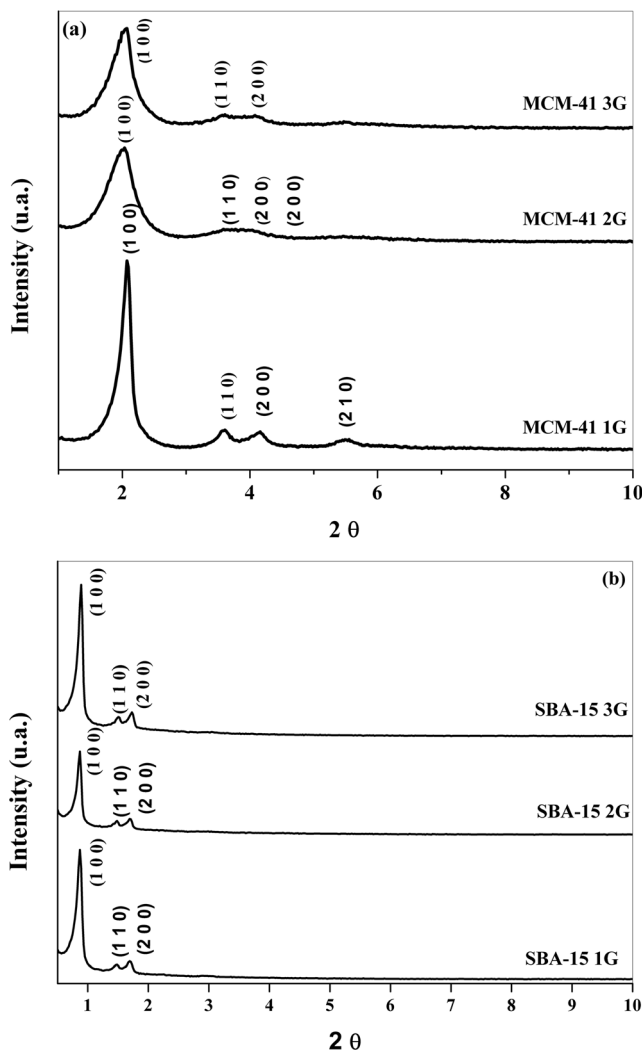 (a)
(1 0 0)
(1 1 0)
(2 0 0)
MCM-41 3G
(1 0 0)
(1 1 0)
(2 0 0)
(2 0 0)
MCM-41 2G
(1 0 0)
(1 1 0)
(2 0 0)
(2 1 0)
MCM-41 1G
Intensity (u.a.)
2 4 6 8 10
2 θ
(b)
(1 0 0)
(1 1 0)
(2 0 0)
SBA-15 3G
(1 0 0)
(1 1 0)
(2 0 0)
SBA-15 2G
(1 0 0)
(1 1 0)
(2 0 0)
SBA-15 1G
Intensity (u.a.)
1 2 3 4 5 6 7 8 9 10
2 θ